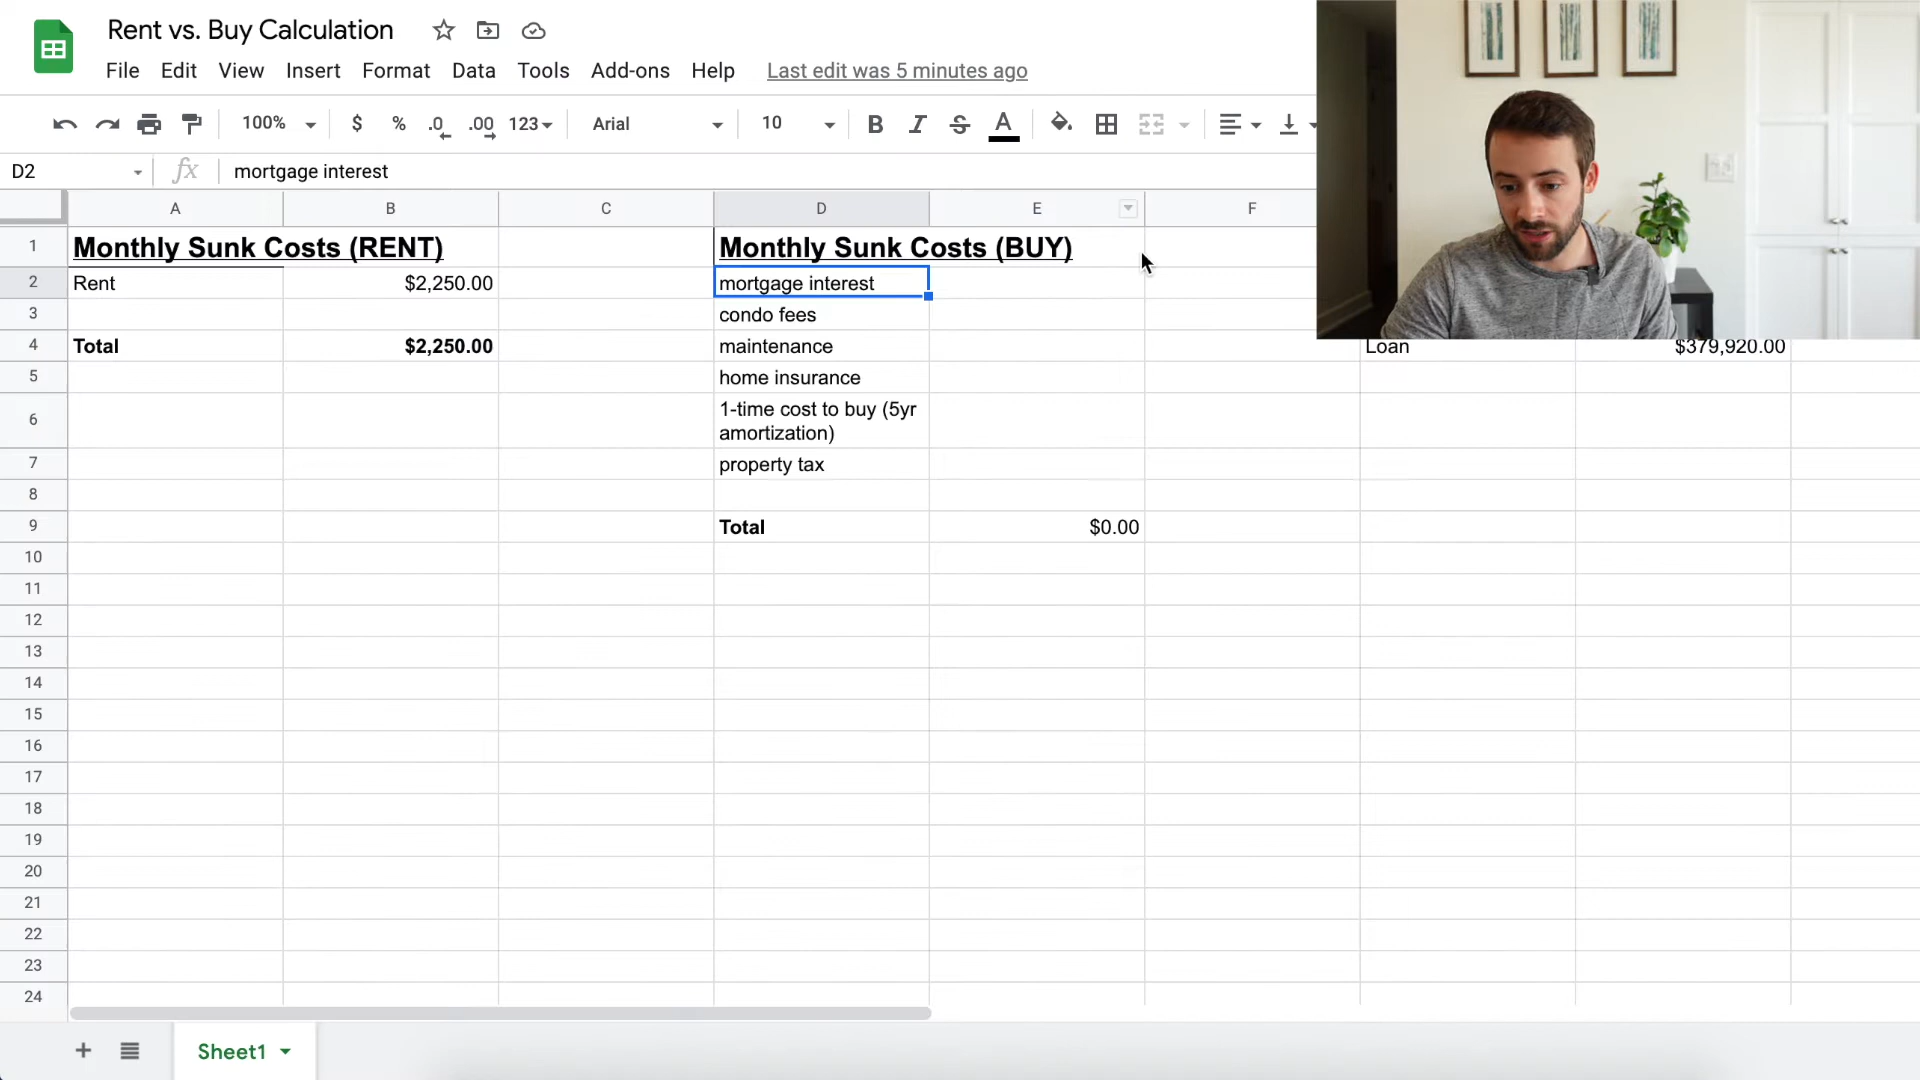 Rent vs. Buy Calculation
File Edit View Insert Format Data Tools Add-ons Help Last edit was 5 minutes ago
100% $ % .0 .00 123 Arial 10 B I S A
D2 fx mortgage interest
A B C D E F
1 Monthly Sunk Costs (RENT) Monthly Sunk Costs (BUY)
2 Rent $2,250.00 mortgage interest
3 condo fees
4 Total $2,250.00 maintenance Loan $379,920.00
5 home insurance
6 1-time cost to buy (5yr
amortization)
7 property tax
8
9 Total $0.00
10
11
12
13
14
15
16
17
18
19
20
21
22
23
24
Sheet1